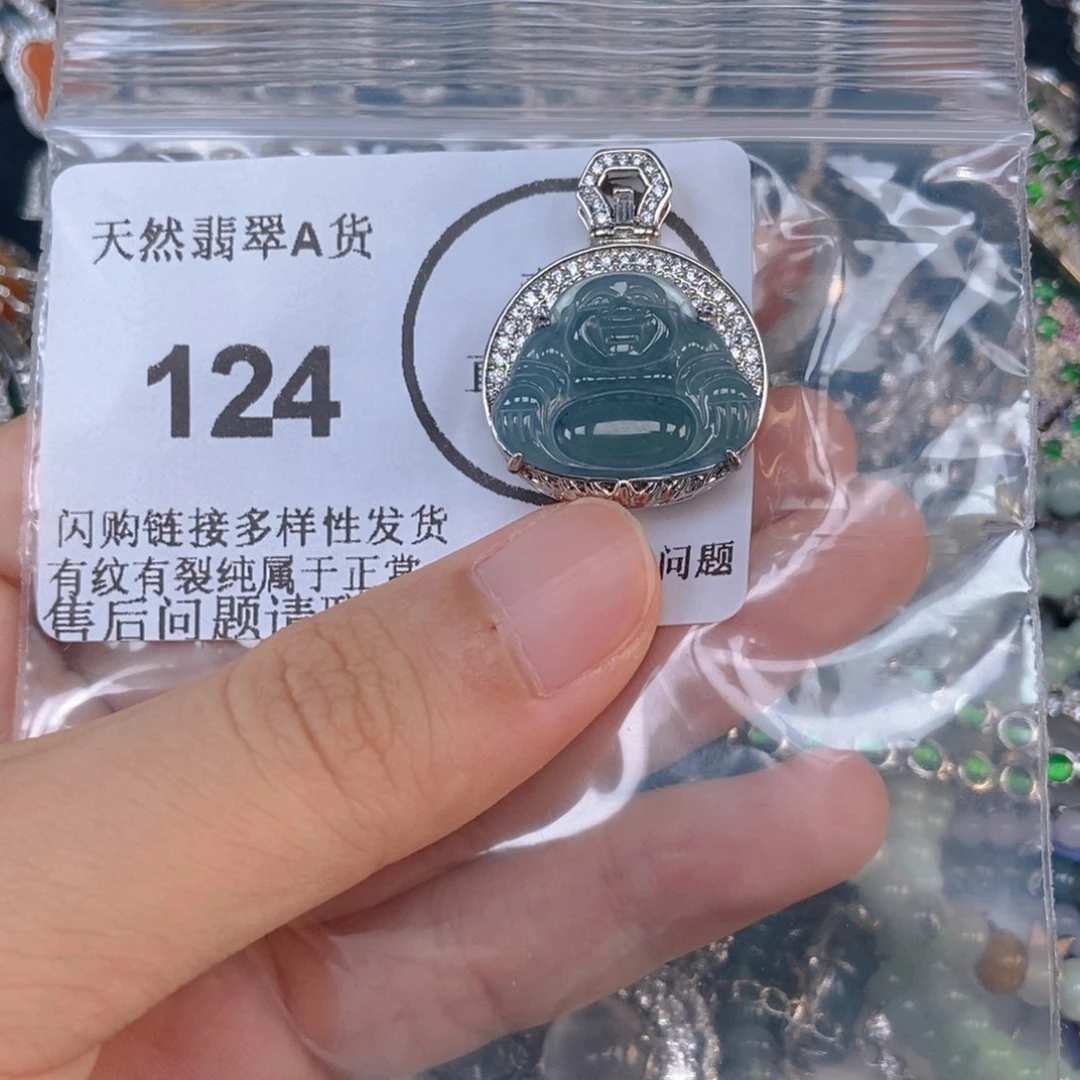 天然翡翠A货
124
闪购链接多样性发货
有纹有裂纯属于正常
问题
售后问题请